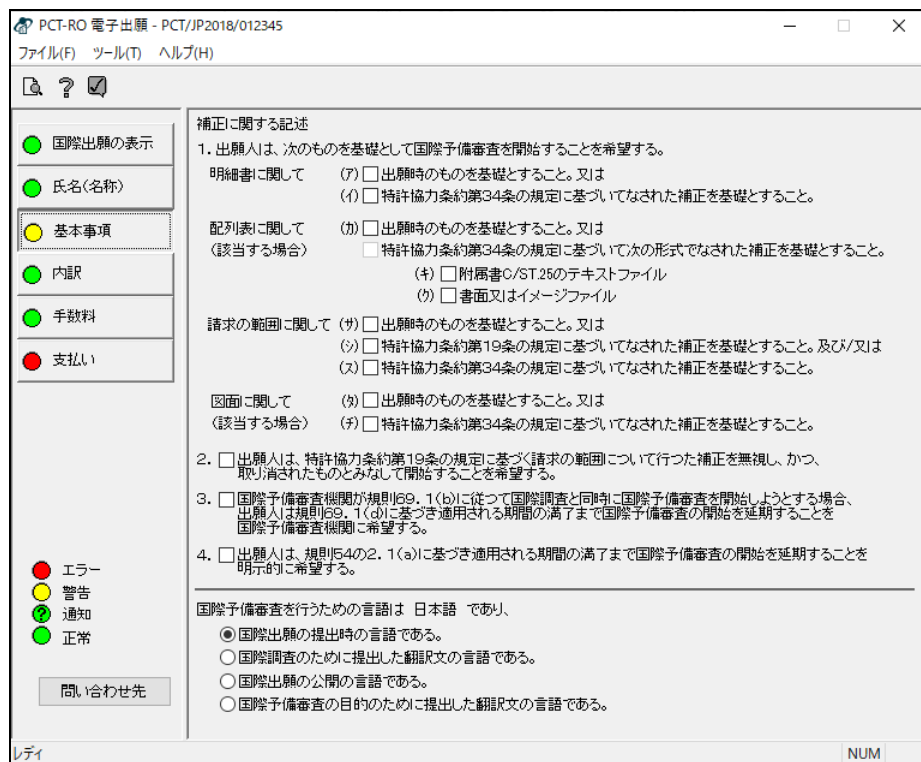 PCT-RO 電子出願 - PCT/JP2018/012345
ファイル(F) ツール(T) ヘルプ(H)
国際出願の表示
氏名(名称)
基本事項
内訳
手数料
支払い
エラー
警告
通知
正常
問い合わせ先
補正に関する記述
1. 出願人は、次のものを基礎として国際予備審査を開始することを希望する。
明細書に関して (ア) 出願時のものを基礎とすること。又は
(イ) 特許協力条約第34条の規定に基づいてなされた補正を基礎とすること。
配列表に関して (カ) 出願時のものを基礎とすること。又は
(該当する場合) 特許協力条約第34条の規定に基づいて次の形式でなされた補正を基礎とすること。
(キ) 附属書C/ST.25のテキストファイル
(ク) 書面又はイメージファイル
請求の範囲に関して (サ) 出願時のものを基礎とすること。又は
(シ) 特許協力条約第19条の規定に基づいてなされた補正を基礎とすること。及び/又は
(ス) 特許協力条約第34条の規定に基づいてなされた補正を基礎とすること。
図面に関して (タ) 出願時のものを基礎とすること。又は
(該当する場合) (チ) 特許協力条約第34条の規定に基づいてなされた補正を基礎とすること。
2. 出願人は、特許協力条約第19条の規定に基づく請求の範囲について行つた補正を無視し、かつ、
取り消されたものとみなして開始することを希望する。
3. 国際予備審査機関が規則69.1(b)に従つて国際調査と同時に国際予備審査を開始しようとする場合、
出願人は規則69.1(d)に基づき適用される期間の満了まで国際予備審査の開始を延期することを
国際予備審査機関に希望する。
4. 出願人は、規則54の2.1(a)に基づき適用される期間の満了まで国際予備審査の開始を延期することを
明示的に希望する。
国際予備審査を行うための言語は 日本語 であり、
国際出願の提出時の言語である。
国際調査のために提出した翻訳文の言語である。
国際出願の公開の言語である。
国際予備審査の目的のために提出した翻訳文の言語である。
レディ NUM